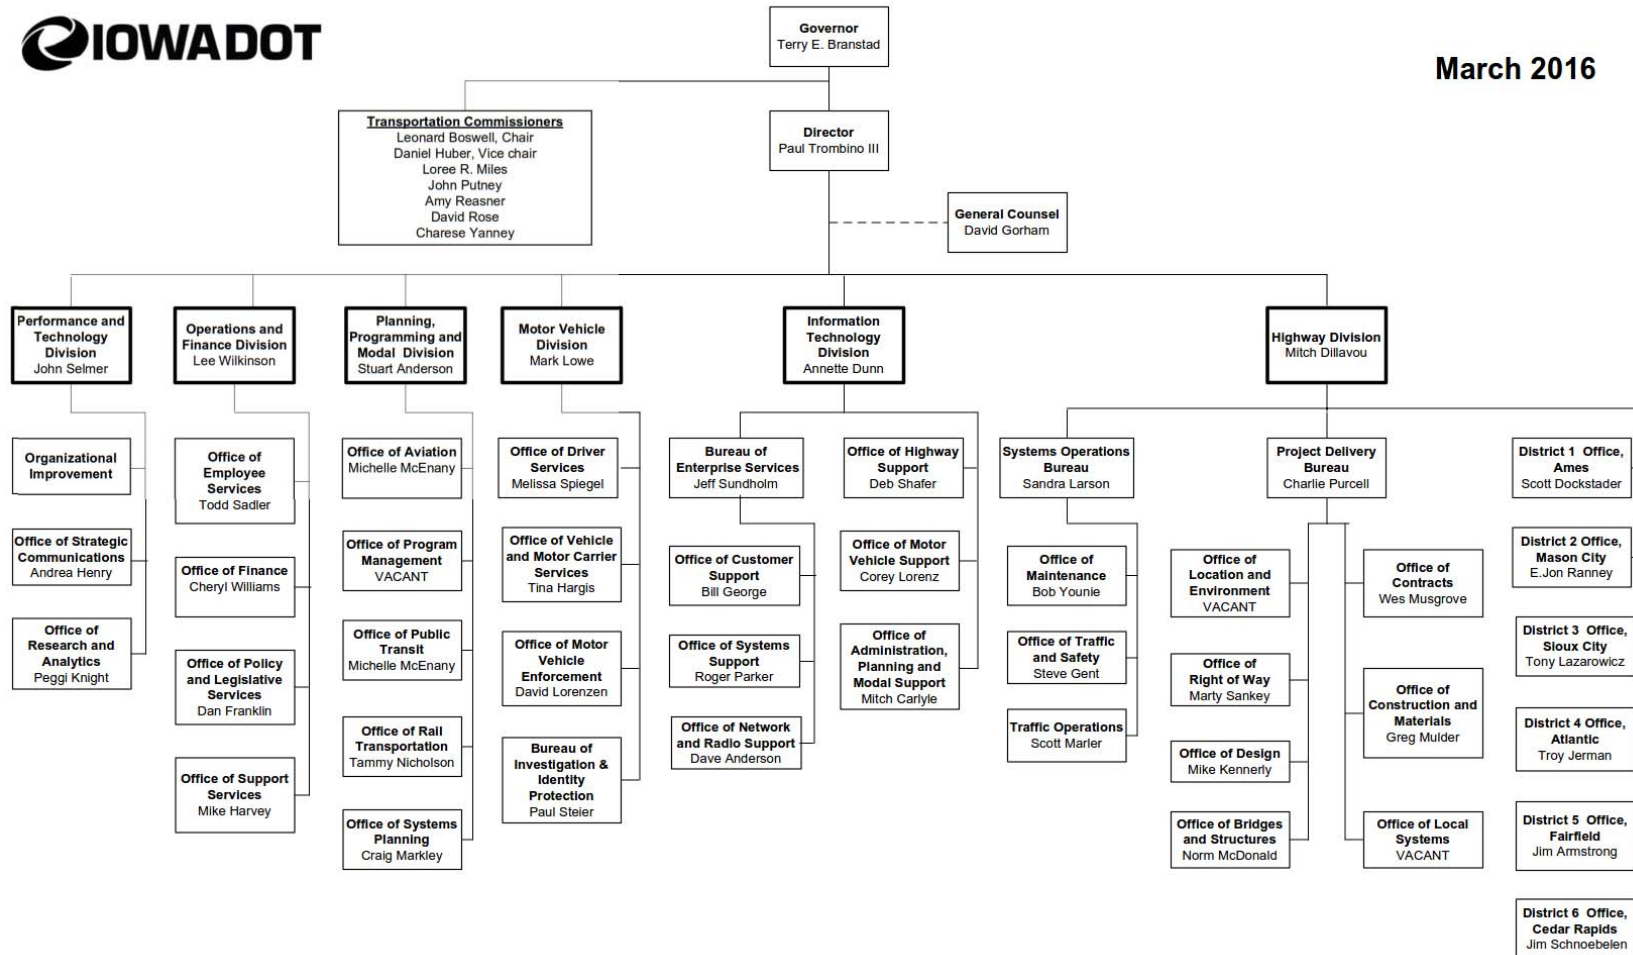 IOWADOT
Governor
Terry E. Branstad
March 2016
Transportation Commissioners
Leonard Boswell, Chair
Daniel Huber, Vice chair
Loree R. Miles
John Putney
Amy Reasner
David Rose
Charese Yanney
Director
Paul Trombino III
General Counsel
David Gorham
Performance and
Technology
Division
John Selmer
Operations and
Finance Division
Lee Wilkinson
Planning,
Programming and
Modal Division
Stuart Anderson
Motor Vehicle
Division
Mark Lowe
Information
Technology
Division
Annette Dunn
Highway Division
Mitch Dillavou
Organizational
Improvement
Office of Strategic
Communications
Andrea Henry
Office of
Research and
Analytics
Peggi Knight
Office of
Employee
Services
Todd Sadler
Office of Finance
Cheryl Williams
Office of Policy
and Legislative
Services
Dan Franklin
Office of Support
Services
Mike Harvey
Office of Aviation
Michelle McEnany
Office of Program
Management
VACANT
Office of Public
Transit
Michelle McEnany
Office of Rail
Transportation
Tammy Nicholson
Office of Systems
Planning
Craig Markley
Office of Driver
Services
Melissa Spiegel
Office of Vehicle
and Motor Carrier
Services
Tina Hargis
Office of Motor
Vehicle
Enforcement
David Lorenzen
Bureau of
Investigation &
Identity
Protection
Paul Steier
Bureau of
Enterprise Services
Jeff Sundholm
Office of Customer
Support
Bill George
Office of Systems
Support
Roger Parker
Office of Network
and Radio Support
Dave Anderson
Office of Highway
Support
Deb Shafer
Office of Motor
Vehicle Support
Corey Lorenz
Office of
Administration,
Planning and
Modal Support
Mitch Carlyle
Systems Operations
Bureau
Sandra Larson
Office of
Maintenance
Bob Younie
Office of Traffic
and Safety
Steve Gent
Traffic Operations
Scott Marler
Project Delivery
Bureau
Charlie Purcell
Office of
Location and
Environment
VACANT
Office of
Right of Way
Marty Sankey
Office of Design
Mike Kennerly
Office of Bridges
and Structures
Norm McDonald
Office of
Contracts
Wes Musgrove
Office of
Construction and
Materials
Greg Mulder
Office of Local
Systems
VACANT
District 1 Office,
Ames
Scott Dockstader
District 2 Office,
Mason City
E.Jon Ranney
District 3 Office,
Sioux City
Tony Lazarowicz
District 4 Office,
Atlantic
Troy Jerman
District 5 Office,
Fairfield
Jim Armstrong
District 6 Office,
Cedar Rapids
Jim Schnoebelen